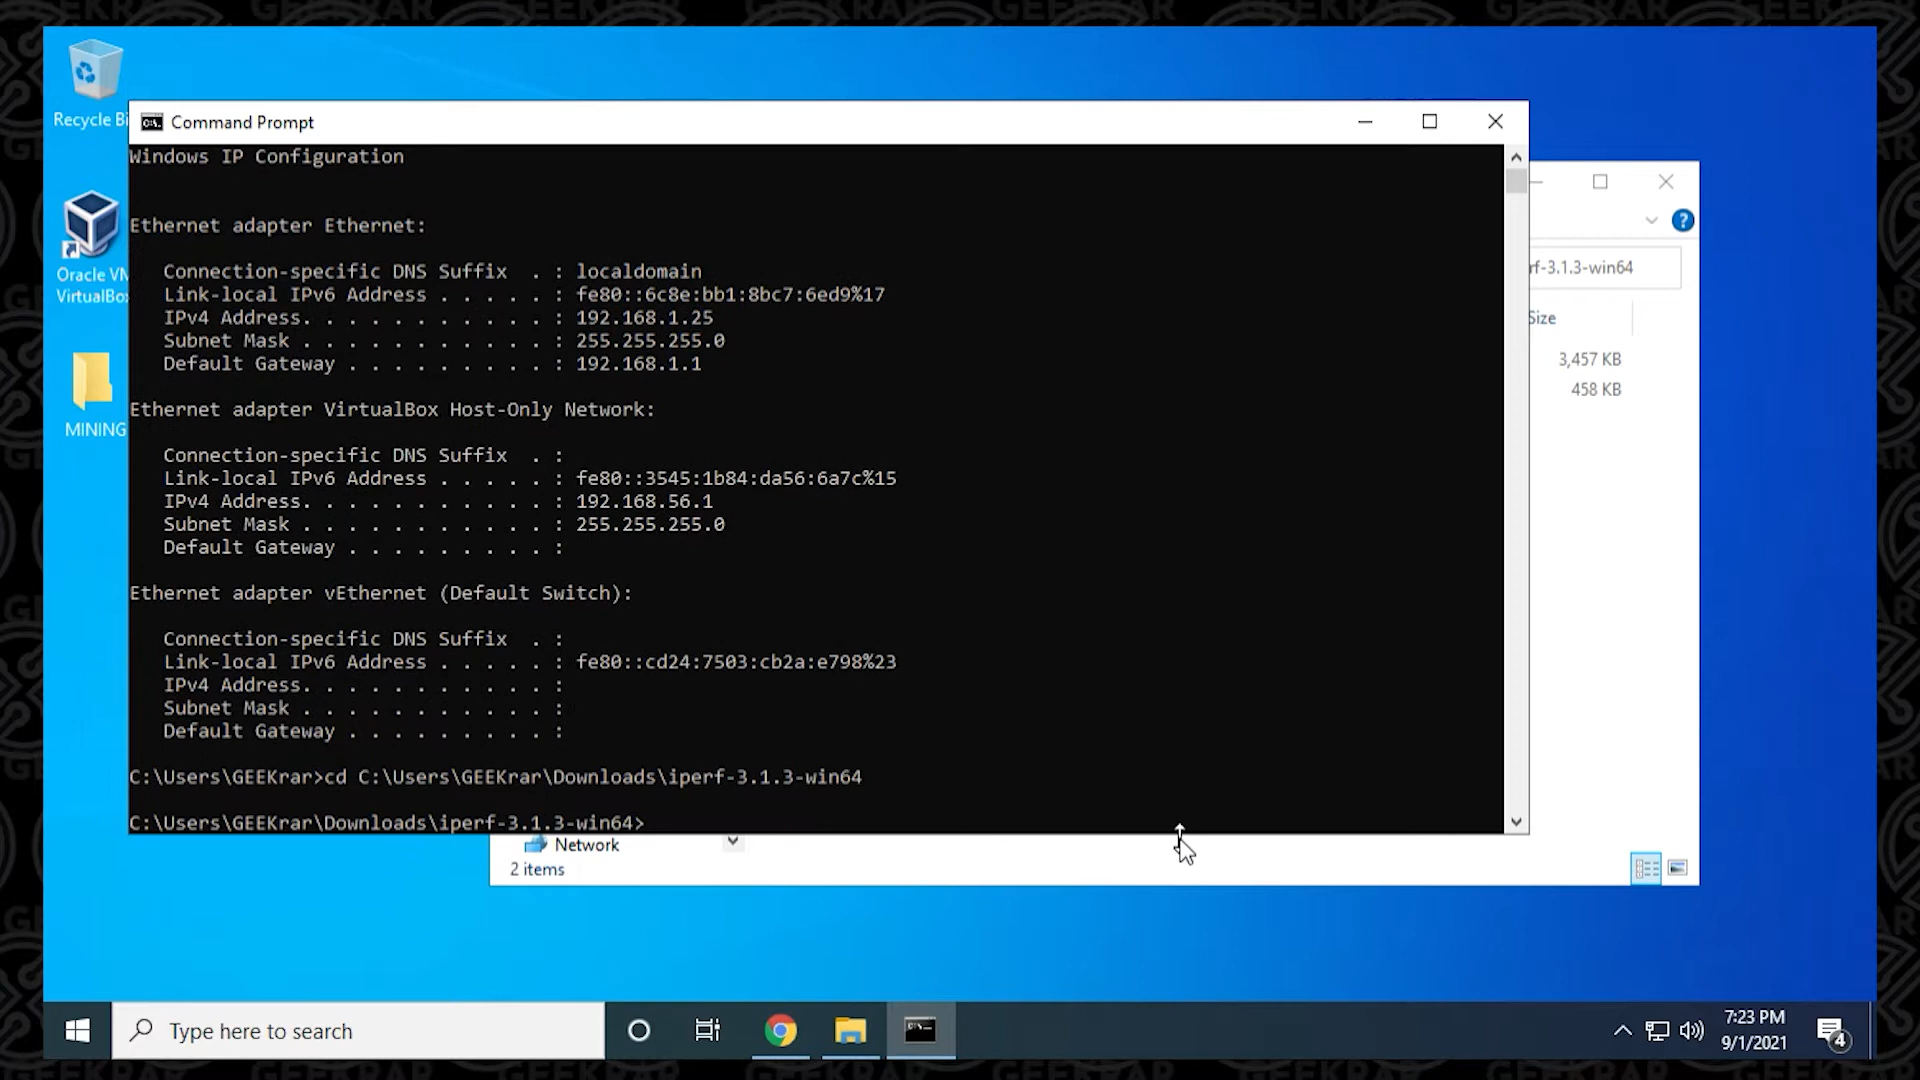 Recycle Bi
Oracle VM
VirtualBox
MINING
Command Prompt
Windows IP Configuration
Ethernet adapter Ethernet:
Connection-specific DNS Suffix . : localdomain
Link-local IPv6 Address . . . . . : fe80::6c8e:bb1:8bc7:6ed9%17
IPv4 Address. . . . . . . . . . . : 192.168.1.25
Subnet Mask . . . . . . . . . . . : 255.255.255.0
Default Gateway . . . . . . . . . : 192.168.1.1
Ethernet adapter VirtualBox Host-Only Network:
Connection-specific DNS Suffix . :
Link-local IPv6 Address . . . . . : fe80::3545:1b84:da56:6a7c%15
IPv4 Address. . . . . . . . . . . : 192.168.56.1
Subnet Mask . . . . . . . . . . . : 255.255.255.0
Default Gateway . . . . . . . . . :
Ethernet adapter vEthernet (Default Switch):
Connection-specific DNS Suffix . :
Link-local IPv6 Address . . . . . : fe80::cd24:7503:cb2a:e798%23
IPv4 Address. . . . . . . . . . . :
Subnet Mask . . . . . . . . . . . :
Default Gateway . . . . . . . . . :
C:\Users\GEEKrar>cd C:\Users\GEEKrar\Downloads\iperf-3.1.3-win64
C:\Users\GEEKrar\Downloads\iperf-3.1.3-win64>
rf-3.1.3-win64
Size
3,457 KB
458 KB
Network
2 items
Type here to search
7:23 PM
9/1/2021
4